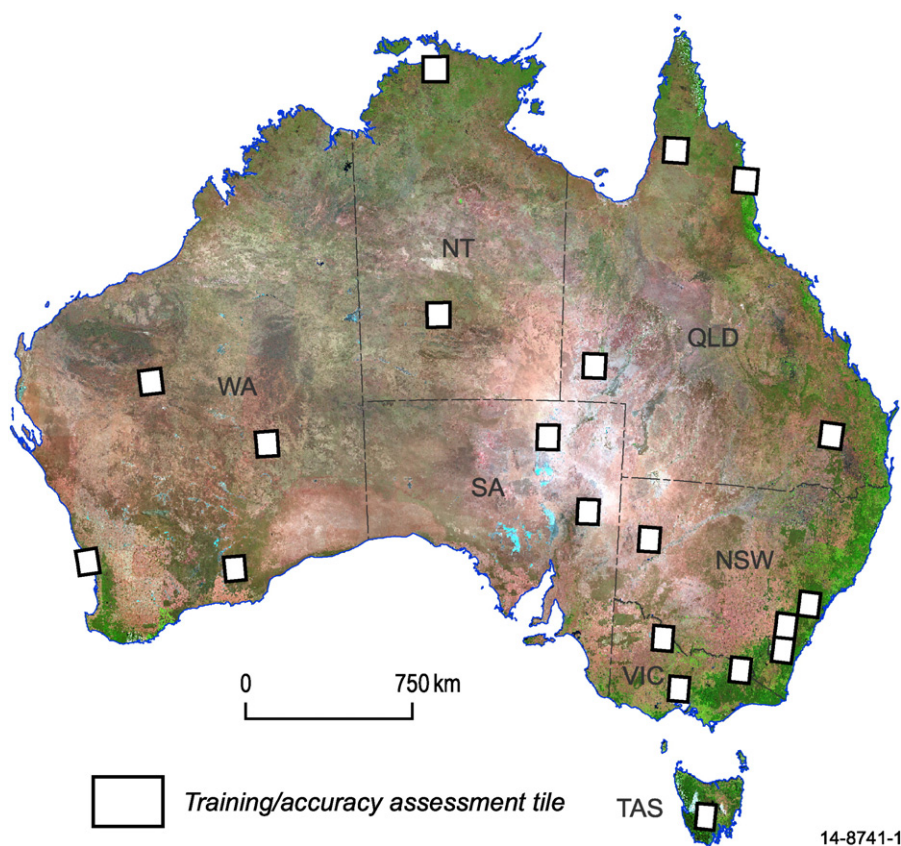 NT
QLD
WA
SA
NSW
VIC
0 750 km
Training/accuracy assessment tile
TAS
14-8741-1